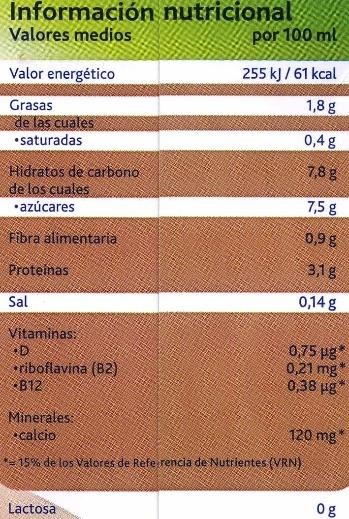 Información nutricional
Valores medios por 100 ml
Valor energético 255 kJ / 61 kcal
Grasas 1,8 g
de las cuales
•saturadas 0,4 g
Hidratos de carbono 7,8 g
de los cuales
•azúcares 7,5 g
Fibra alimentaria 0,9 g
Proteínas 3,1 g
Sal 0,14 g
Vitaminas:
•D 0,75 µg*
•riboflavina (B2) 0,21 mg*
•B12 0,38 µg*
Minerales:
•calcio 120 mg*
*= 15% de los Valores de Referencia de Nutrientes (VRN)
Lactosa 0 g